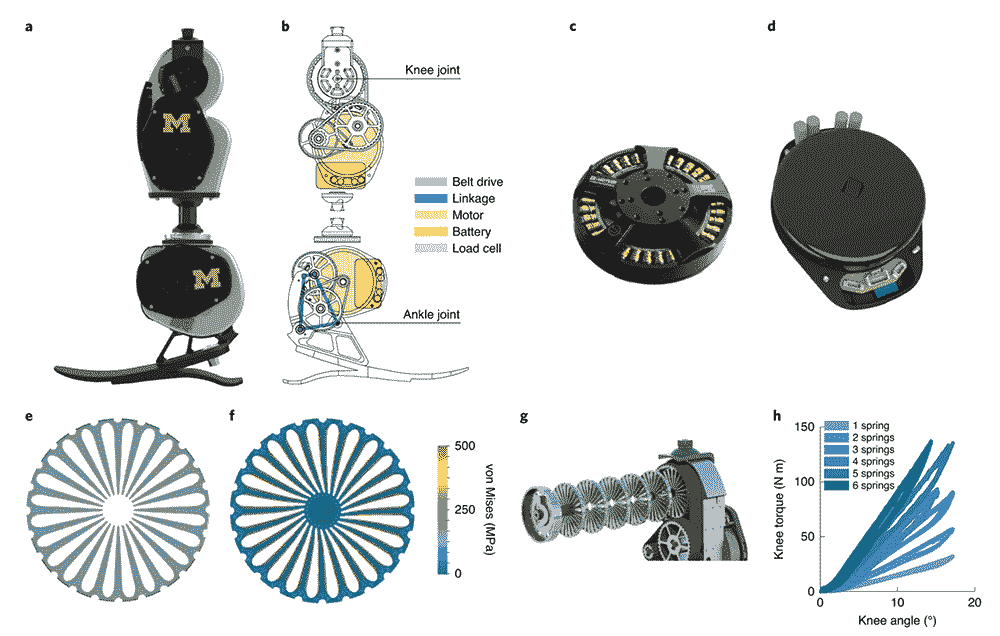 a
b
c
d
Knee joint
Belt drive
Linkage
Motor
Battery
Load cell
Ankle joint
M
M
e
f
g
h
500
250
0
von Mises (MPa)
150
100
50
0
Knee torque (N m)
1 spring
2 springs
3 springs
4 springs
5 springs
6 springs
0
10
20
Knee angle (°)